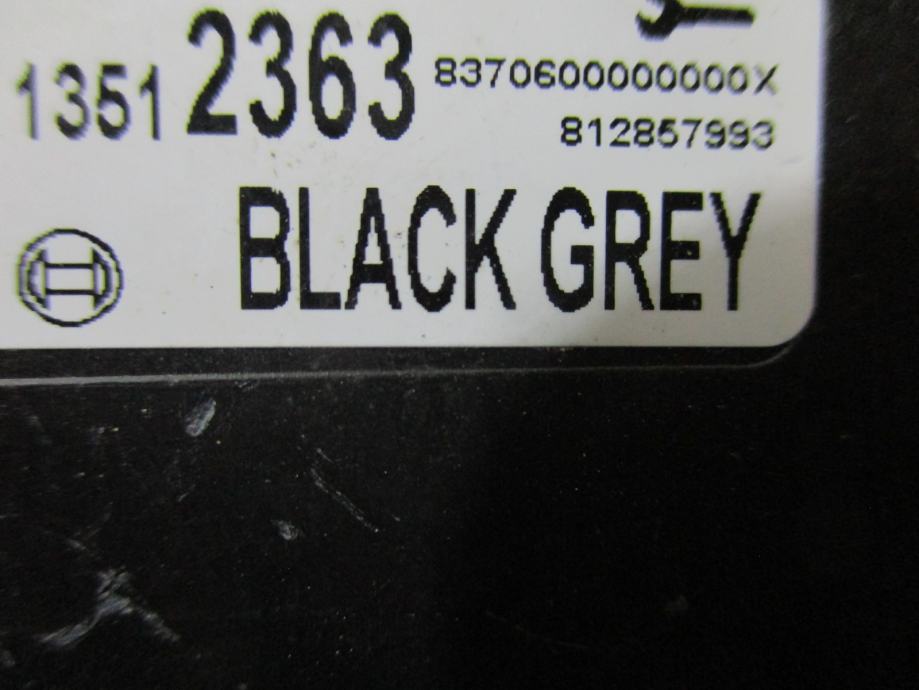 1351 2363 8370600000000X
812857993
BLACK GREY